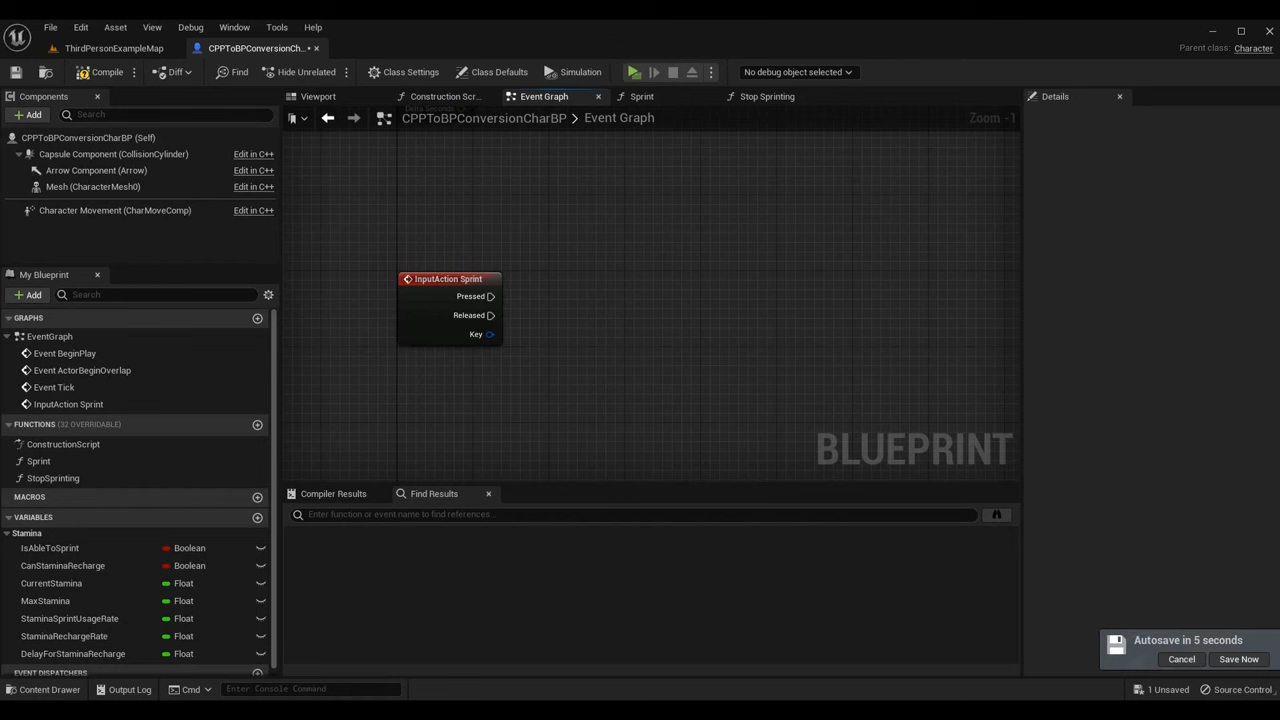 File Edit Asset View Debug Window Tools Help
ThirdPersonExampleMap CPPToBPConversionCh...• Parent class: Character
Compile Diff Find Hide Unrelated Class Settings Class Defaults Simulation No debug object selected
Components Viewport Construction Scr... Event Graph Sprint Stop Sprinting Details
+ Add Search CPPToBPConversionCharBP > Event Graph Zoom -1
CPPToBPConversionCharBP (Self)
Capsule Component (CollisionCylinder) Edit in C++
Arrow Component (Arrow) Edit in C++
Mesh (CharacterMesh0) Edit in C++
Character Movement (CharMoveComp) Edit in C++
My Blueprint
InputAction Sprint
+ Add Search
Pressed
Released
GRAPHS
Key
EventGraph
Event BeginPlay
Event ActorBeginOverlap
Event Tick
InputAction Sprint
FUNCTIONS (32 OVERRIDABLE)
ConstructionScript
BLUEPRINT
Sprint
StopSprinting
MACROS Compiler Results Find Results
VARIABLES Enter function or event name to find references...
Stamina
IsAbleToSprint Boolean
CanStaminaRecharge Boolean
CurrentStamina Float
MaxStamina Float
StaminaSprintUsageRate Float
StaminaRechargeRate Float
Autosave in 5 seconds
DelayForStaminaRecharge Float
Cancel Save Now
EVENT DISPATCHERS
Content Drawer Output Log Cmd Enter Console Command 1 Unsaved Source Control